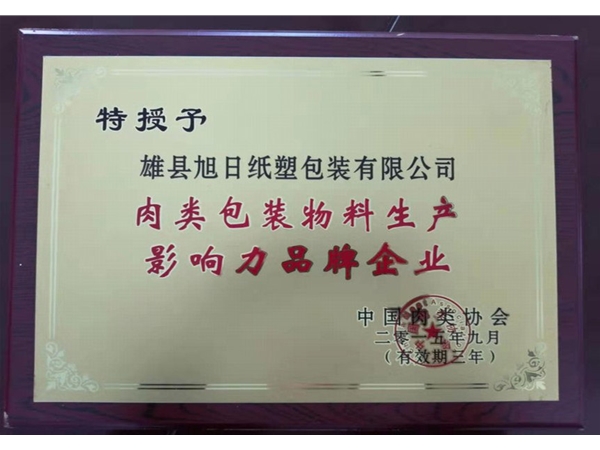 特授予
雄县旭日纸塑包装有限公司
肉类包装物料生产
影响力品牌企业
中国肉类协会
二零一五年九月
（有效期三年）